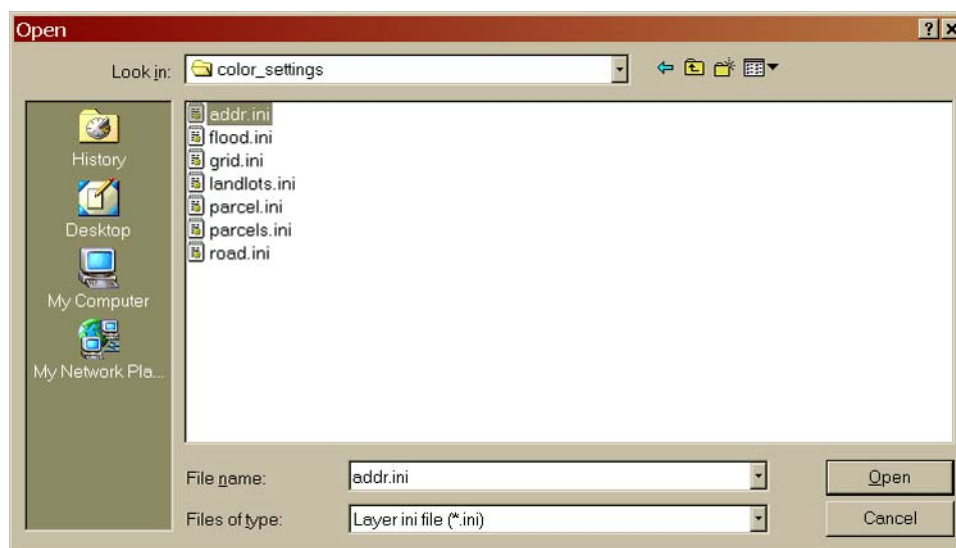 Open
Look in: color_settings
History
Desktop
My Computer
My Network Pla...
addr.ini
flood.ini
grid.ini
landlots.ini
parcel.ini
parcels.ini
road.ini
File name: addr.ini
Open
Files of type: Layer ini file (*.ini)
Cancel